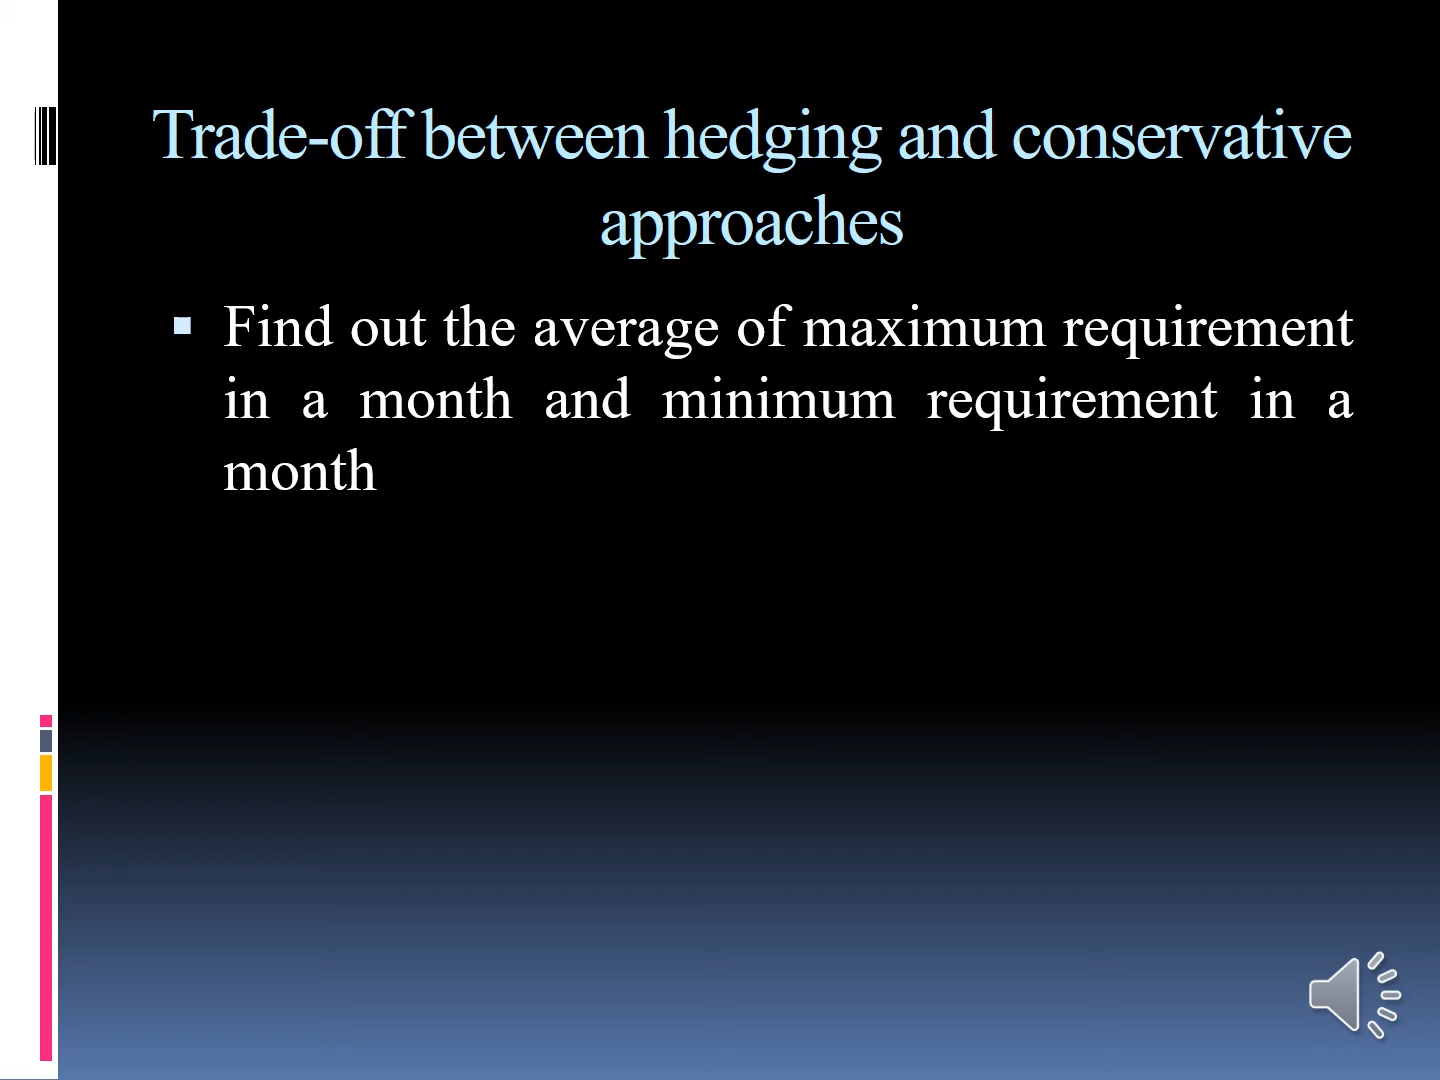 Trade-off between hedging and conservative
approaches
▪ Find out the average of maximum requirement
in a month and minimum requirement in a
month